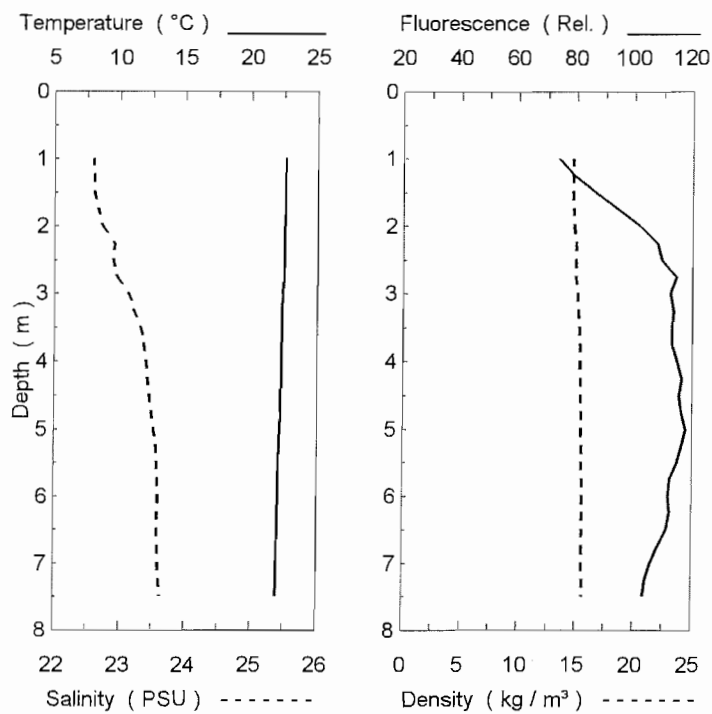 Temperature ( °C )
5 10 15 20 25
Fluorescence ( Rel. )
20 40 60 80 100 120
0
1
2
3
4
5
6
7
8
Depth ( m )
22 23 24 25 26
Salinity ( PSU )
0
1
2
3
4
5
6
7
8
0 5 10 15 20 25
Density ( kg / m³ )